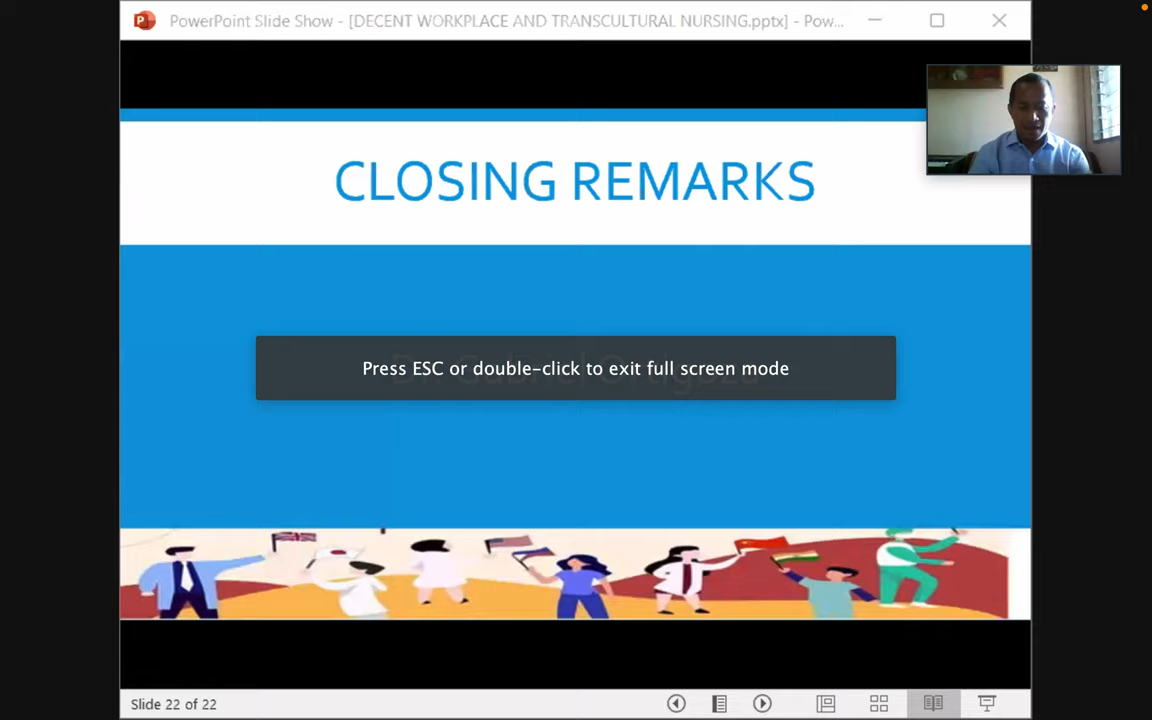 PowerPoint Slide Show - [DECENT WORKPLACE AND TRANSCULTURAL NURSING.pptx] - Pow...
CLOSING REMARKS
Press ESC or double-click to exit full screen mode
Slide 22 of 22